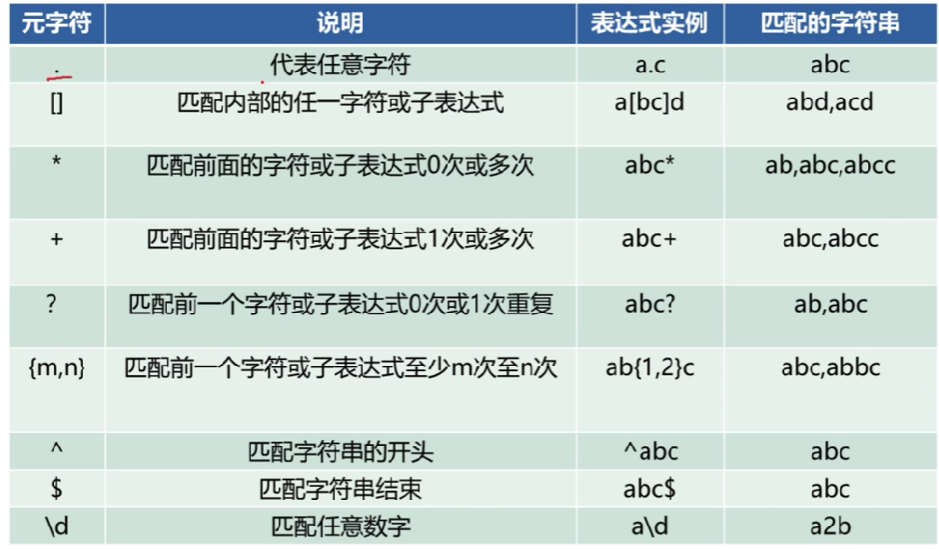 元字符 说明 表达式实例 匹配的字符串
. 代表任意字符 a.c abc
[] 匹配内部的任一字符或子表达式 a[bc]d abd,acd
* 匹配前面的字符或子表达式0次或多次 abc* ab,abc,abcc
+ 匹配前面的字符或子表达式1次或多次 abc+ abc,abcc
? 匹配前一个字符或子表达式0次或1次重复 abc? ab,abc
{m,n} 匹配前一个字符或子表达式至少m次至n次 ab{1,2}c abc,abbc
^ 匹配字符串的开头 ^abc abc
$ 匹配字符串结束 abc$ abc
\d 匹配任意数字 a\d a2b